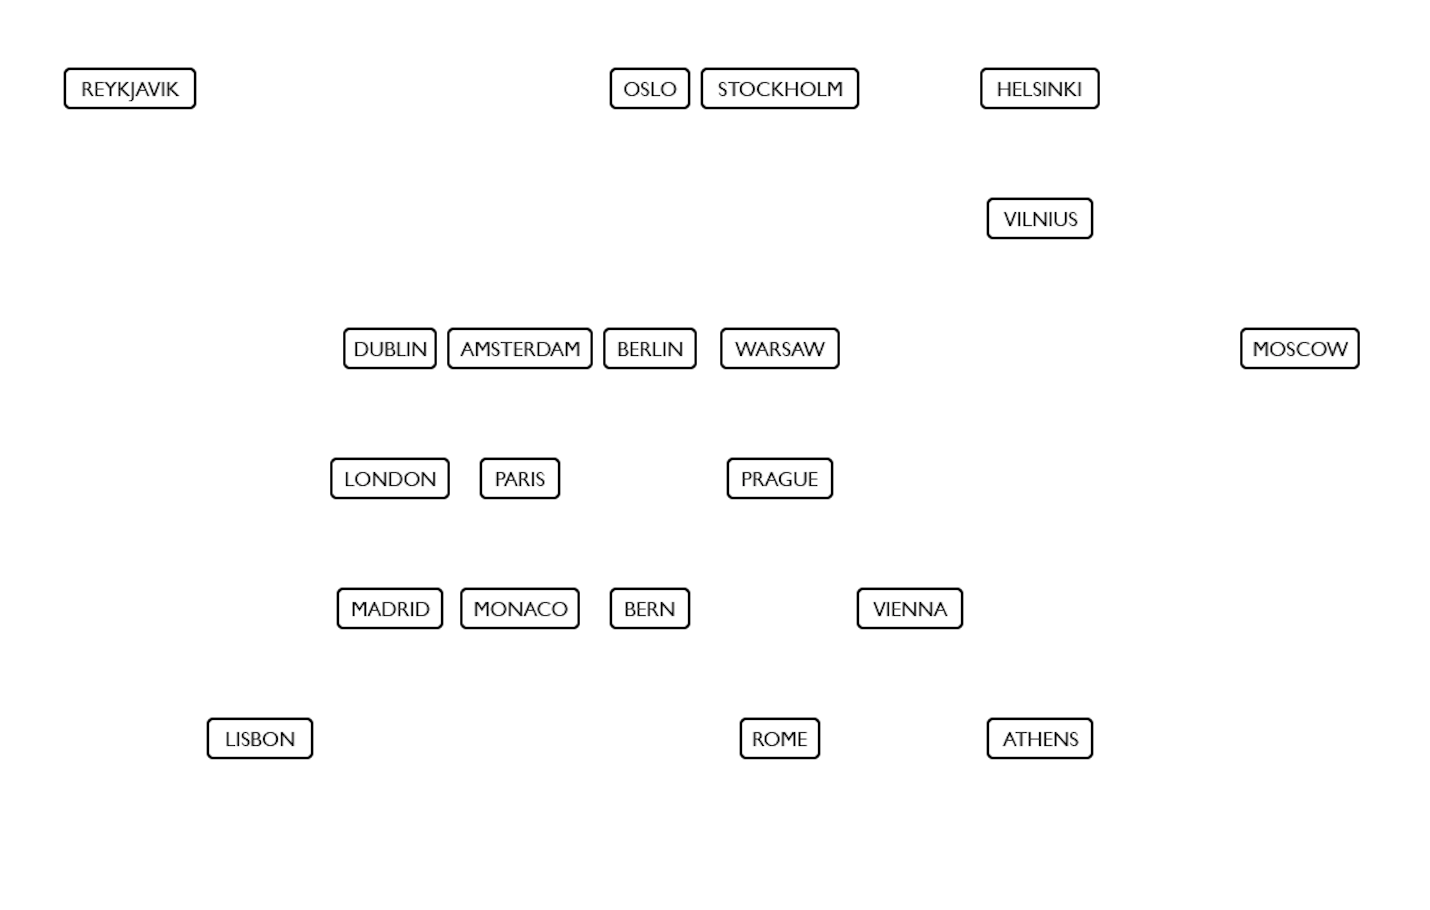 REYKJAVIK OSLO STOCKHOLM HELSINKI
VILNIUS
DUBLIN AMSTERDAM BERLIN WARSAW MOSCOW
LONDON PARIS PRAGUE
MADRID MONACO BERN VIENNA
LISBON ROME ATHENS